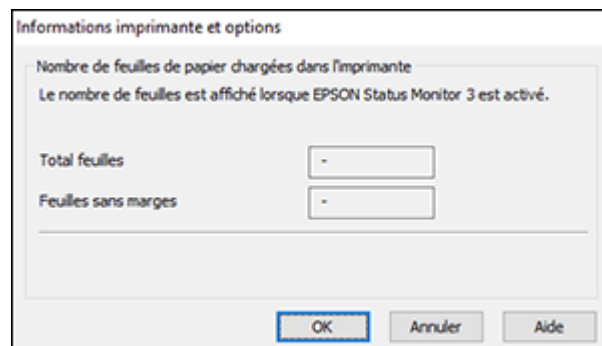 Informations imprimante et options
Nombre de feuilles de papier chargées dans l'imprimante
Le nombre de feuilles est affiché lorsque EPSON Status Monitor 3 est activé.
Total feuilles -
Feuilles sans marges -
OK Annuler Aide